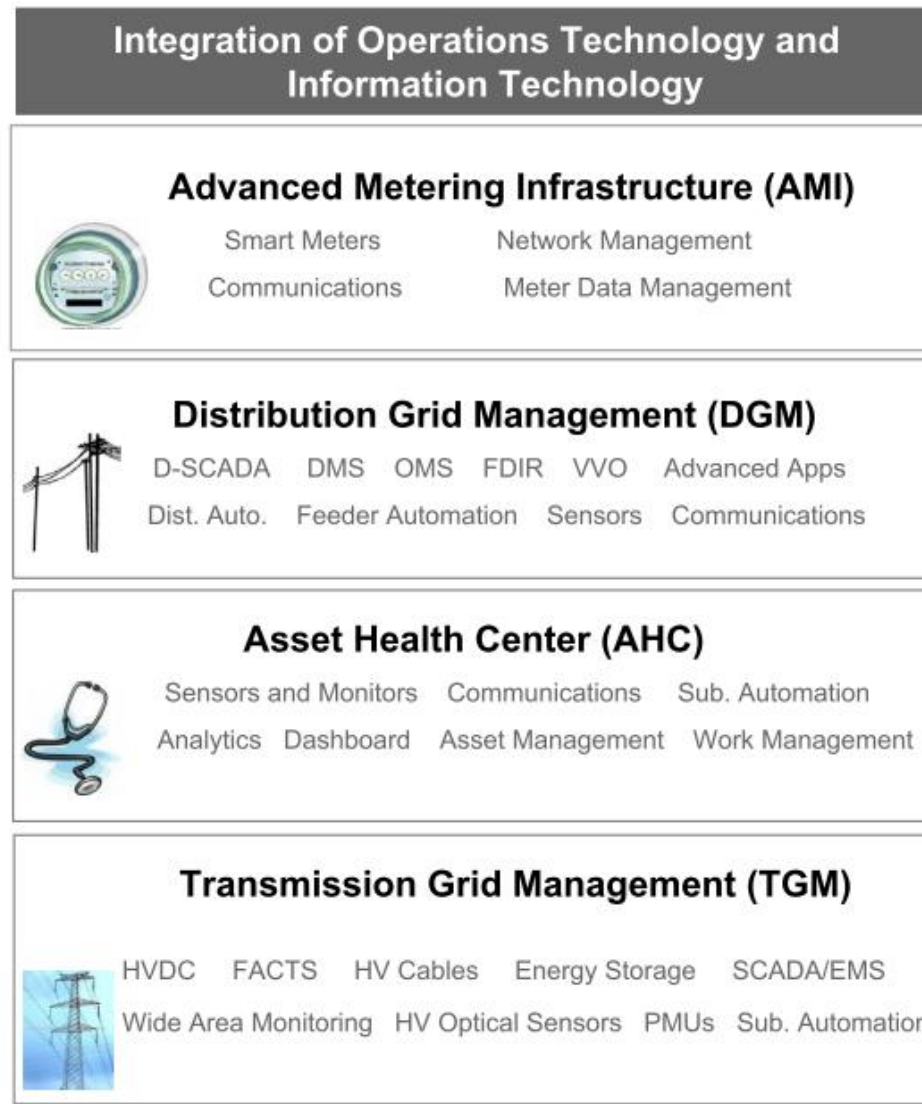 Integration of Operations Technology and
Information Technology
Advanced Metering Infrastructure (AMI)
Smart Meters Network Management
Communications Meter Data Management
Distribution Grid Management (DGM)
D-SCADA DMS OMS FDIR VVO Advanced Apps
Dist. Auto. Feeder Automation Sensors Communications
Asset Health Center (AHC)
Sensors and Monitors Communications Sub. Automation
Analytics Dashboard Asset Management Work Management
Transmission Grid Management (TGM)
HVDC FACTS HV Cables Energy Storage SCADA/EMS
Wide Area Monitoring HV Optical Sensors PMUs Sub. Automation